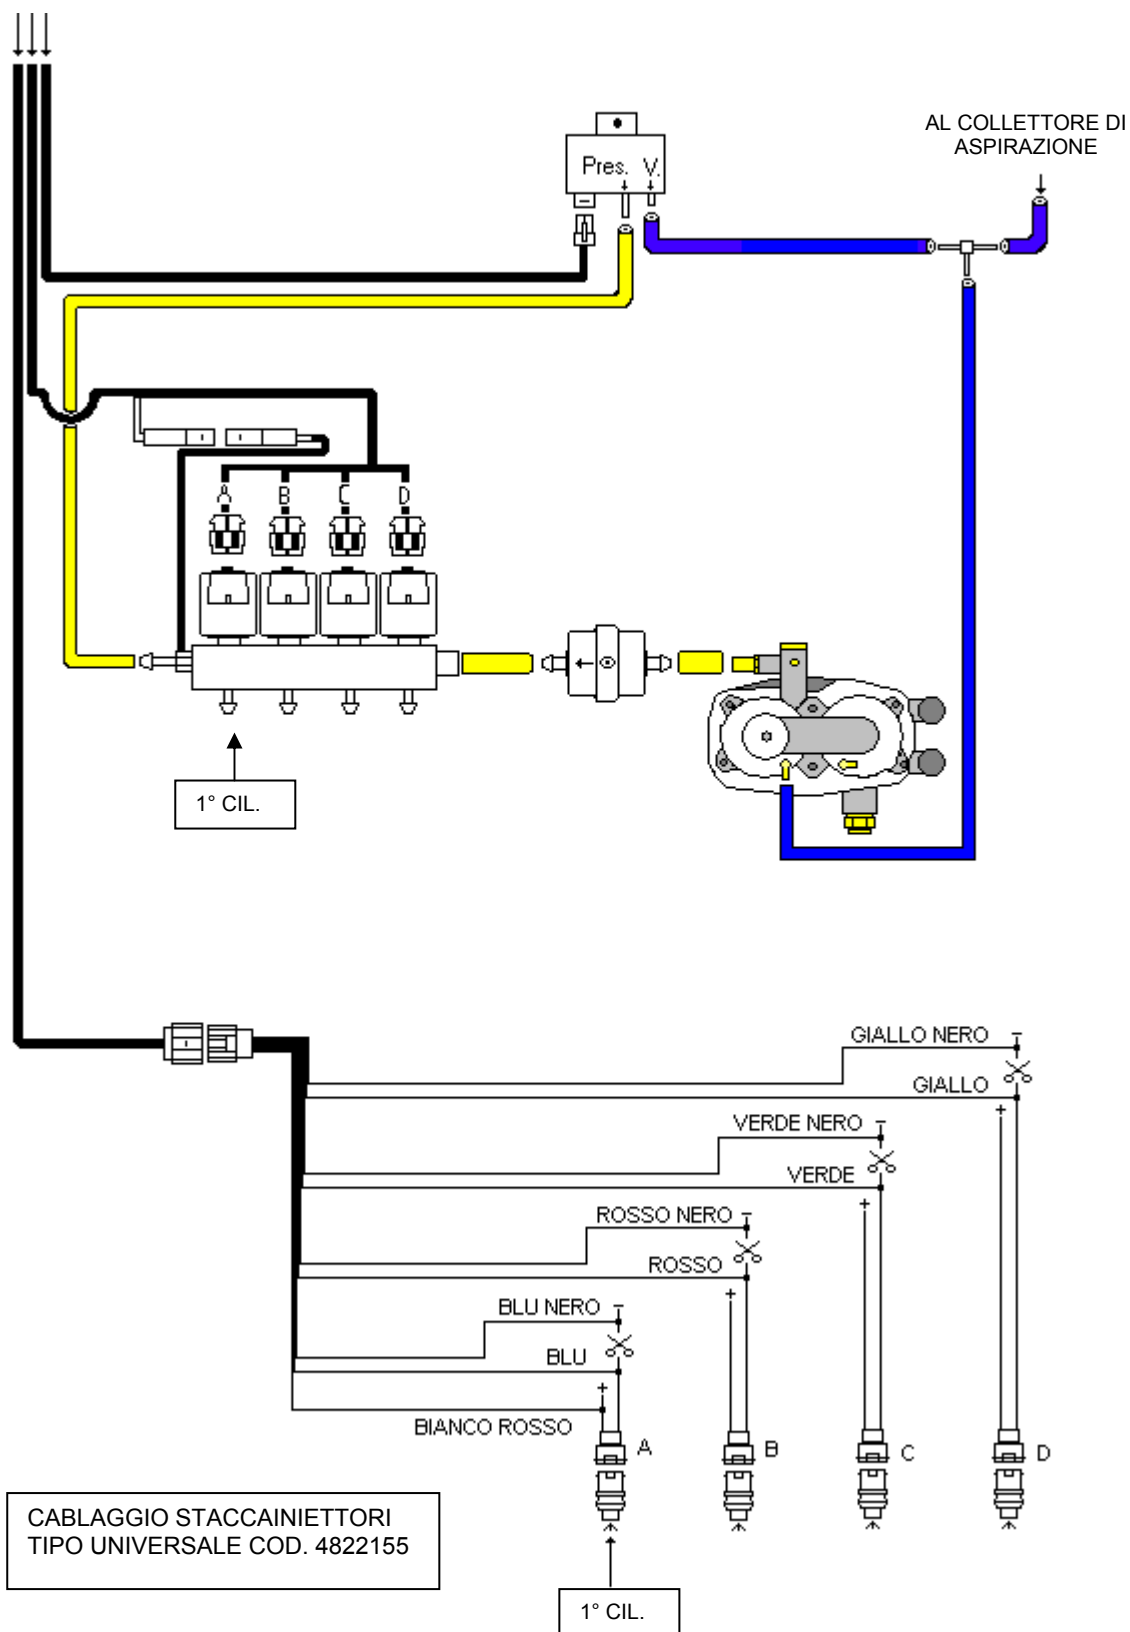 AL COLLETTORE DI
ASPIRAZIONE
Pres. V.
A B C D
1° CIL.
GIALLO NERO -
GIALLO
+
VERDE NERO -
VERDE
+
ROSSO NERO -
ROSSO
+
BLU NERO -
BLU
+
BIANCO ROSSO
A B C D
CABLAGGIO STACCAINIETTORI
TIPO UNIVERSALE COD. 4822155
1° CIL.